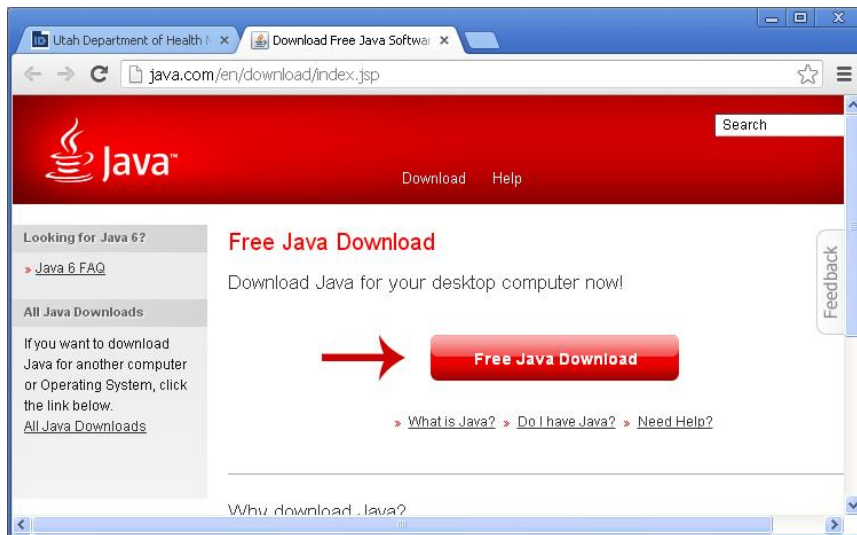 Utah Department of Health
Download Free Java Softwar
java.com/en/download/index.jsp
Search
Java™
Download Help
Looking for Java 6?
» Java 6 FAQ
All Java Downloads
If you want to download
Java for another computer
or Operating System, click
the link below.
All Java Downloads
Free Java Download
Download Java for your desktop computer now!
Free Java Download
» What is Java? » Do I have Java? » Need Help?
Why download Java?
Feedback